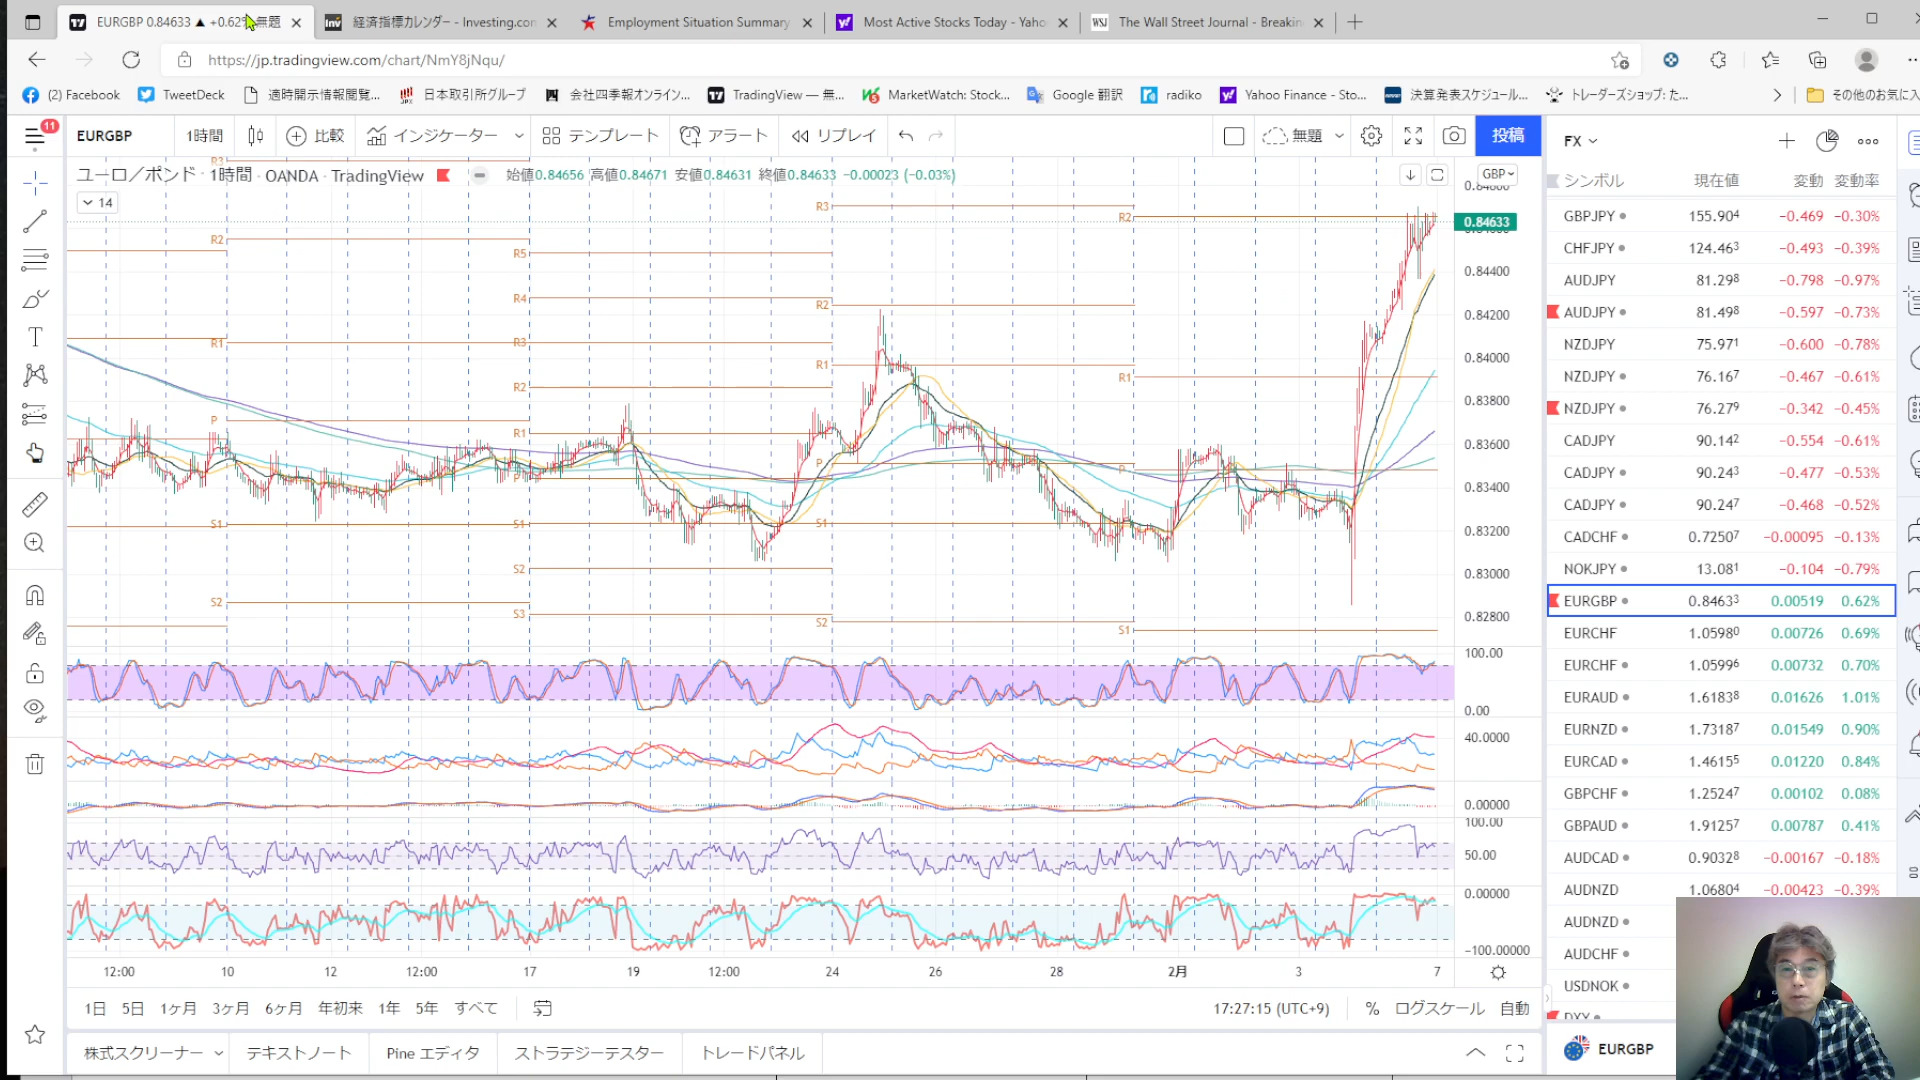 EURGBP 0.84633 ▲ +0.62% 無題
経済指標カレンダー - Investing.com
Employment Situation Summary
Most Active Stocks Today - Yaho
The Wall Street Journal - Breakin
https://jp.tradingview.com/chart/NmY8jNqu/
(2) Facebook
TweetDeck
適時開示情報閲覧...
日本取引所グループ
会社四季報オンライン...
TradingView — 無...
MarketWatch: Stock...
Google 翻訳
radiko
Yahoo Finance - Sto...
決算発表スケジュール...
トレーダーズショップ: た...
その他のお気に入
11
EURGBP
1時間
比較
インジケーター
テンプレート
アラート
リプレイ
無題
投稿
FX
ユーロ／ポンド · 1時間 · OANDA · TradingView
始値0.84656 高値0.84671 安値0.84631 終値0.84633 -0.00023 (-0.03%)
14
GBP
シンボル 現在値 変動 変動率
GBPJPY 155.904 -0.469 -0.30%
CHFJPY 124.463 -0.493 -0.39%
AUDJPY 81.298 -0.798 -0.97%
AUDJPY 81.498 -0.597 -0.73%
NZDJPY 75.971 -0.600 -0.78%
NZDJPY 76.167 -0.467 -0.61%
NZDJPY 76.279 -0.342 -0.45%
CADJPY 90.142 -0.554 -0.61%
CADJPY 90.243 -0.477 -0.53%
CADJPY 90.247 -0.468 -0.52%
CADCHF 0.72507 -0.00095 -0.13%
NOKJPY 13.081 -0.104 -0.79%
EURGBP 0.84633 0.00519 0.62%
EURCHF 1.05980 0.00726 0.69%
EURCHF 1.05996 0.00732 0.70%
EURAUD 1.61838 0.01626 1.01%
EURNZD 1.73187 0.01549 0.90%
EURCAD 1.46155 0.01220 0.84%
GBPCHF 1.25247 0.00102 0.08%
GBPAUD 1.91257 0.00787 0.41%
AUDCAD 0.90328 -0.00167 -0.18%
AUDNZD 1.06804 -0.00423 -0.39%
AUDNZD
AUDCHF
USDNOK
DXY
EURGBP
R3
R2
R1
P
S1
S2
R5
R4
R3
R2
R1
P
S1
S2
S3
R3
R2
R1
P
S1
S2
R2
R1
P
S1
0.84633
0.84400
0.84200
0.84000
0.83800
0.83600
0.83400
0.83200
0.83000
0.82800
100.00
0.00
40.0000
0.00000
100.00
50.00
0.00000
-100.00000
12:00 10 12 12:00 17 19 12:00 24 26 28 2月 3 7
1日 5日 1ヶ月 3ヶ月 6ヶ月 年初来 1年 5年 すべて
17:27:15 (UTC+9) % ログスケール 自動
株式スクリーナー テキストノート Pine エディタ ストラテジーテスター トレードパネル